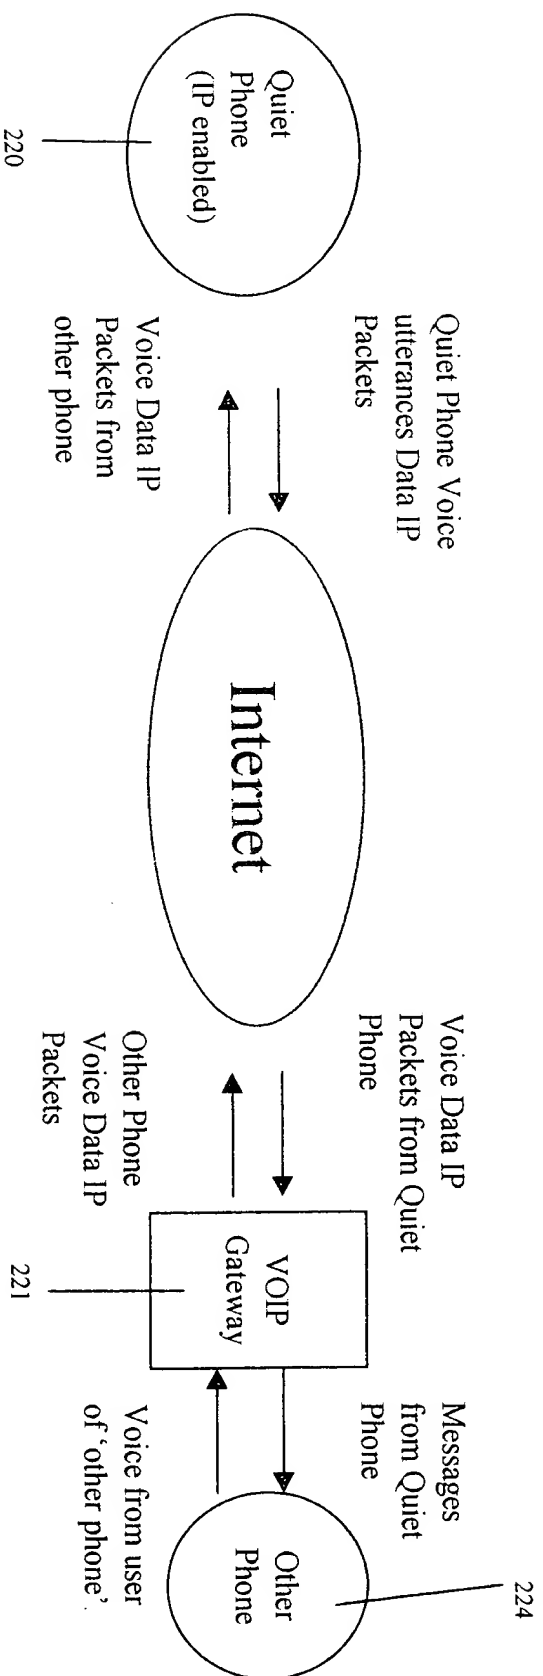 Quiet
Phone
(IP enabled)
220
Quiet Phone Voice
utterances Data IP
Packets
Voice Data IP
Packets from
other phone
Internet
Voice Data IP
Packets from Quiet
Phone
Other Phone
Voice Data IP
Packets
VOIP
Gateway
221
Messages
from Quiet
Phone
Voice from user
of 'other phone'.
Other
Phone
224